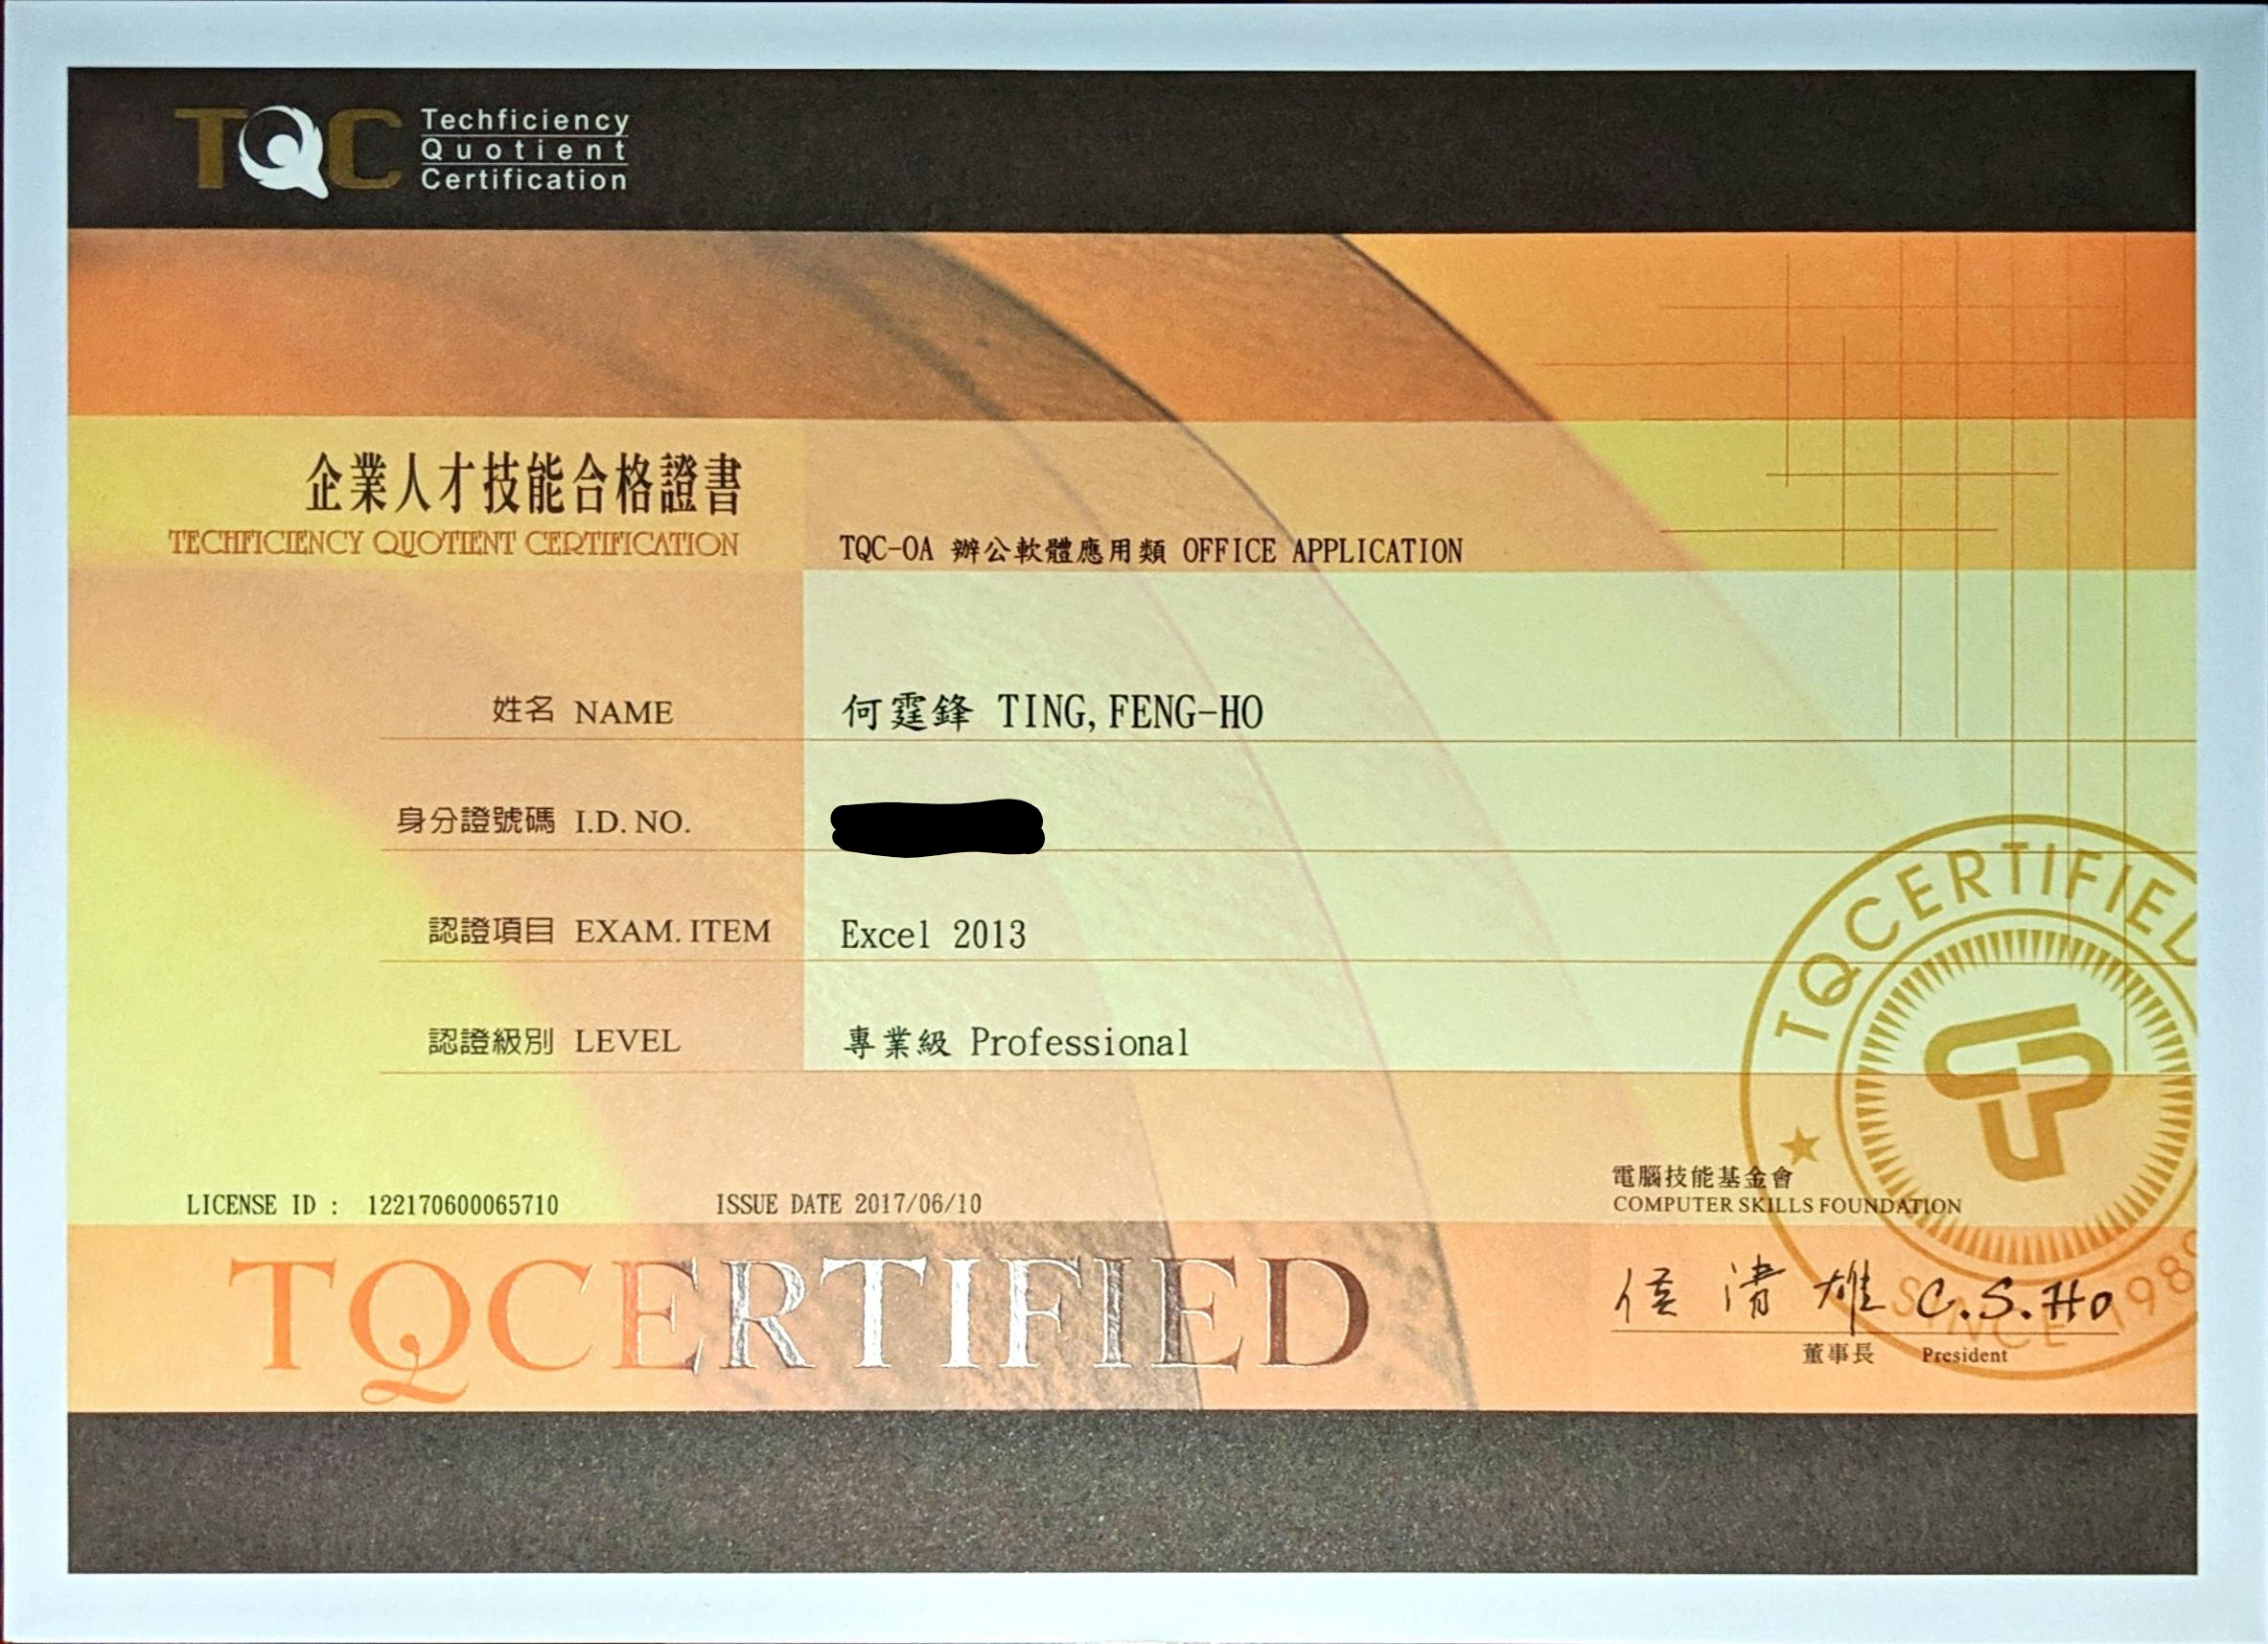 TQC
Techficiency
Quotient
Certification
企業人才技能合格證書
TECHFICIENCY QUOTIENT CERTIFICATION
TQC-OA 辦公軟體應用類 OFFICE APPLICATION
姓名 NAME 何霆鋒 TING,FENG-HO
身分證號碼 I.D. NO.
認證項目 EXAM. ITEM Excel 2013
認證級別 LEVEL 專業級 Professional
TQCERTIFIED
LICENSE ID : 122170600065710 ISSUE DATE 2017/06/10
電腦技能基金會
COMPUTER SKILLS FOUNDATION
TQCERTIFIED
侯清雄 C.S.Ho
SINCE 198
董事長 President